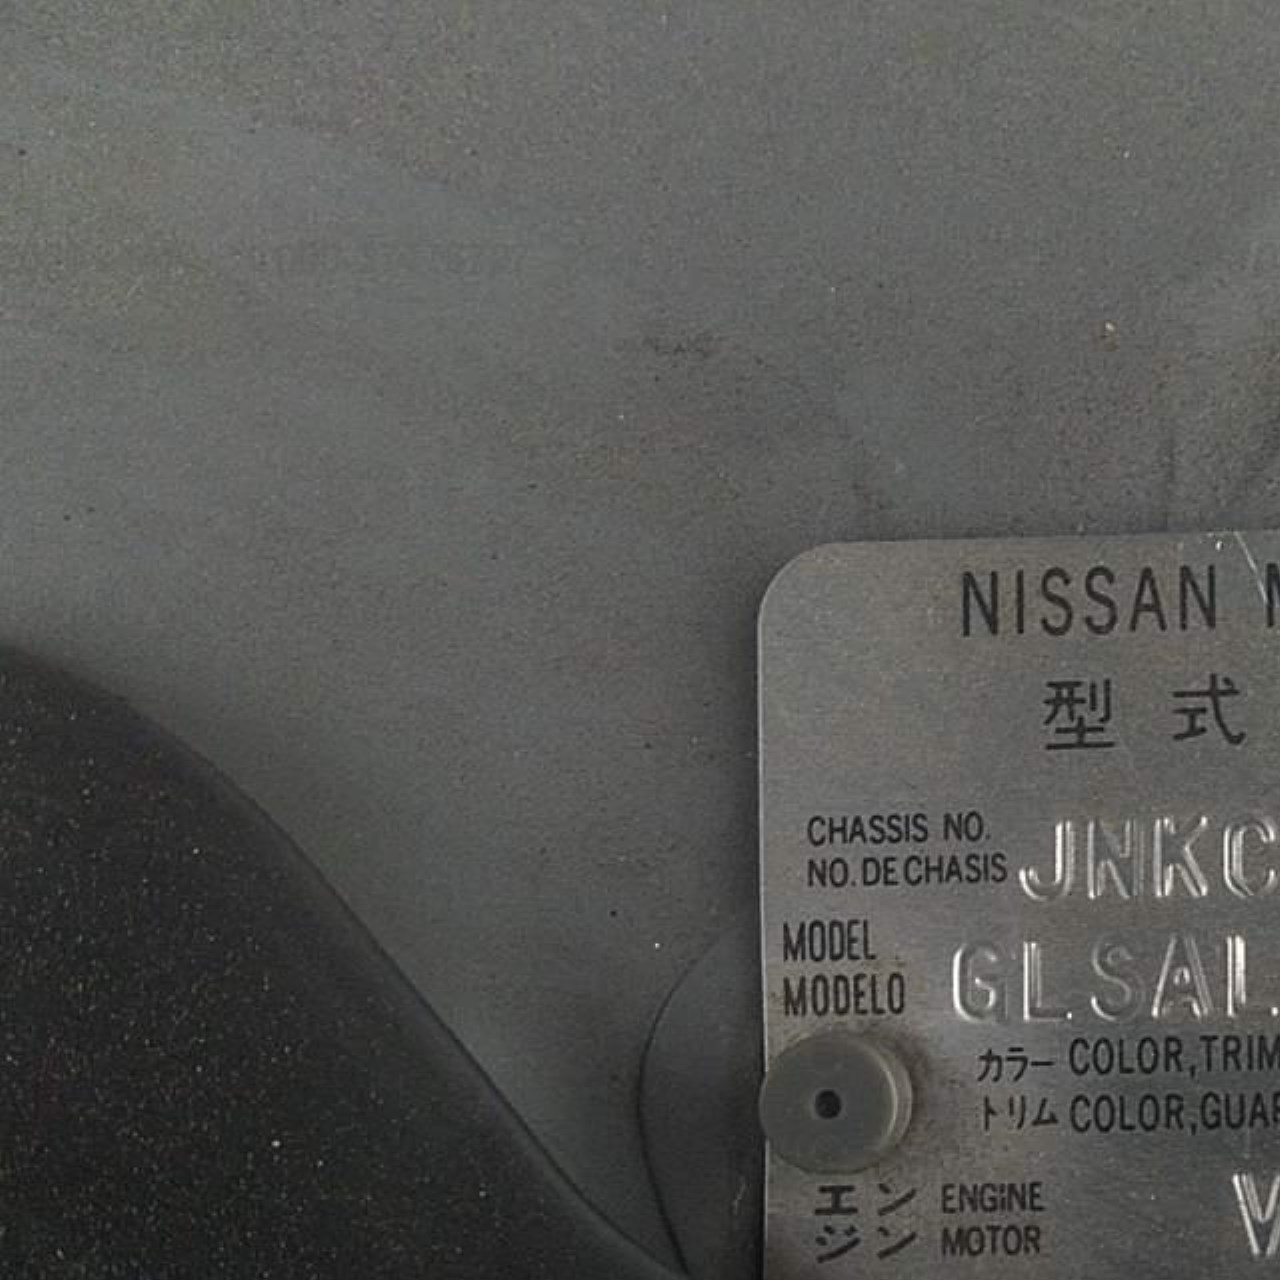 NISSAN
型 式
CHASSIS NO.
NO. DE CHASIS JNKC
MODEL
MODELO GLSAL
カラー COLOR,TRIM
トリム COLOR,GUAR
エン ENGINE
ジン MOTOR V